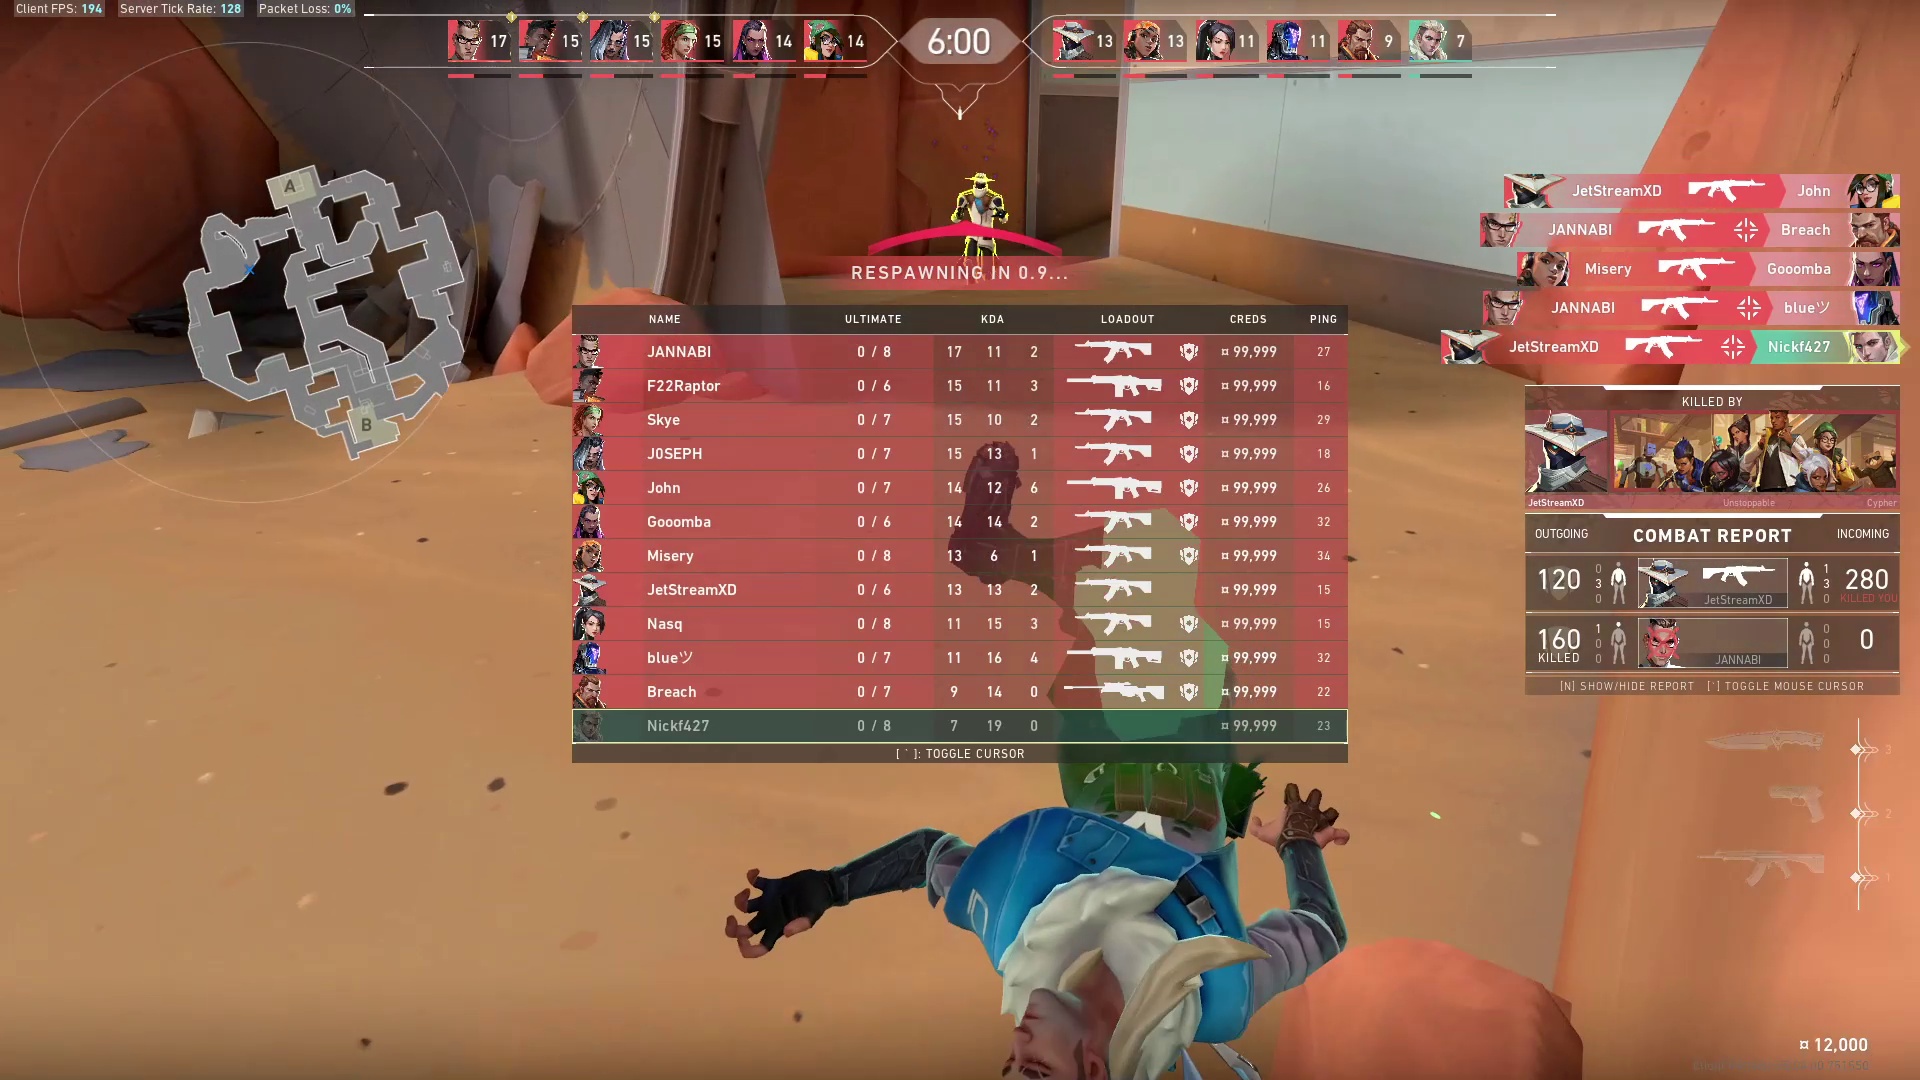 Client FPS: 194 Server Tick Rate: 128 Packet Loss: 0%
17 15 15 15 14 14 6:00 13 13 11 11 9 7
A
B
RESPAWNING IN 0.9...
JetStreamXD John
JANNABI Breach
Misery Gooomba
JANNABI blueツ
JetStreamXD Nickf427
NAME ULTIMATE KDA LOADOUT CREDS PING
JANNABI 0 / 8 17 11 2 ¤ 99,999 27
F22Raptor 0 / 6 15 11 3 ¤ 99,999 16
Skye 0 / 7 15 10 2 ¤ 99,999 29
J0SEPH 0 / 7 15 13 1 ¤ 99,999 18
John 0 / 7 14 12 6 ¤ 99,999 26
Gooomba 0 / 6 14 14 2 ¤ 99,999 32
Misery 0 / 8 13 6 1 ¤ 99,999 34
JetStreamXD 0 / 6 13 13 2 ¤ 99,999 15
Nasq 0 / 8 11 15 3 ¤ 99,999 15
blueツ 0 / 7 11 16 4 ¤ 99,999 32
Breach 0 / 7 9 14 0 ¤ 99,999 22
Nickf427 0 / 8 7 19 0 ¤ 99,999 23
[ ` ]: TOGGLE CURSOR
KILLED BY
JetStreamXD Unstoppable Cypher
OUTGOING COMBAT REPORT INCOMING
120 0 3 0 JetStreamXD 1 3 0 280
KILLED YOU
160 1 0 0 JANNABI 0 0 0 0
KILLED
[N] SHOW/HIDE REPORT [`] TOGGLE MOUSE CURSOR
3
2
1
¤ 12,000